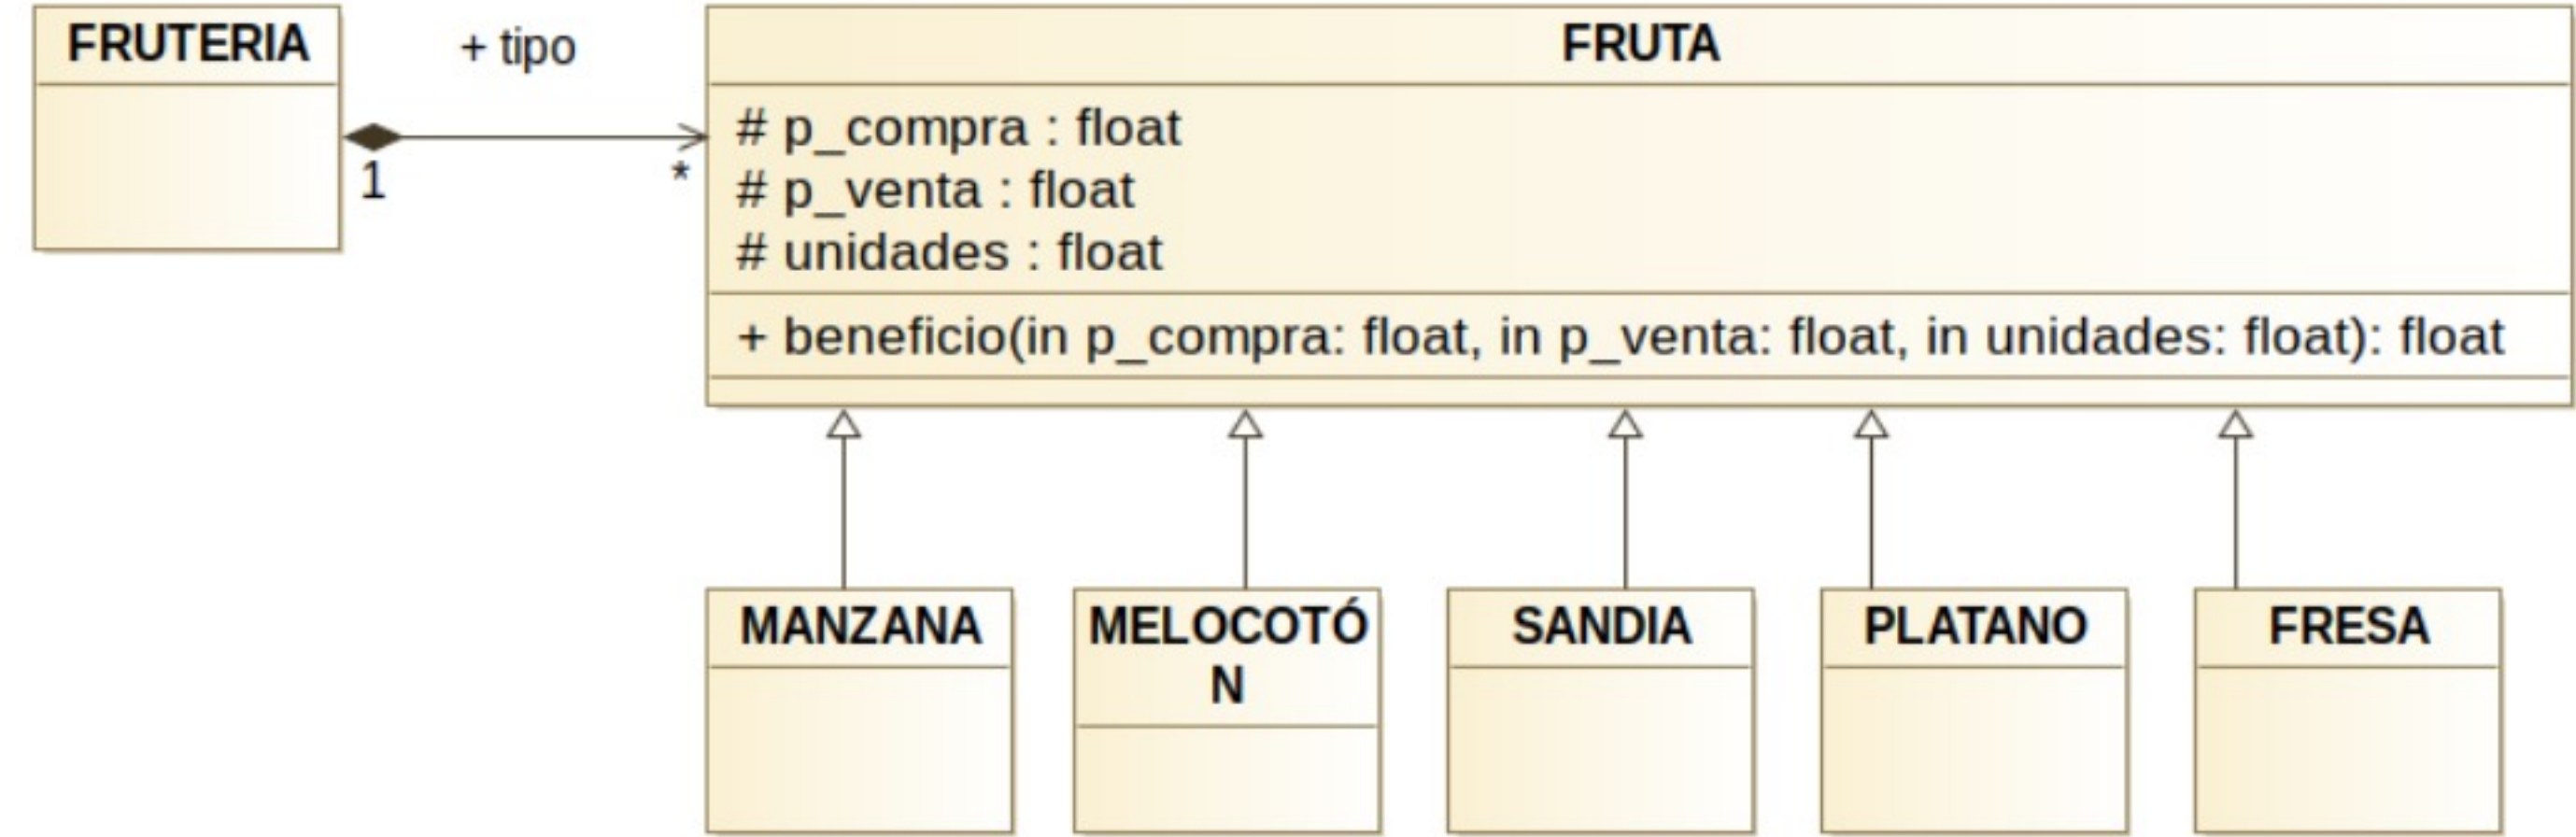 FRUTERIA
+ tipo
1
*
FRUTA
# p_compra : float
# p_venta : float
# unidades : float
+ beneficio(in p_compra: float, in p_venta: float, in unidades: float): float
MANZANA
MELOCOTÓ
N
SANDIA
PLATANO
FRESA